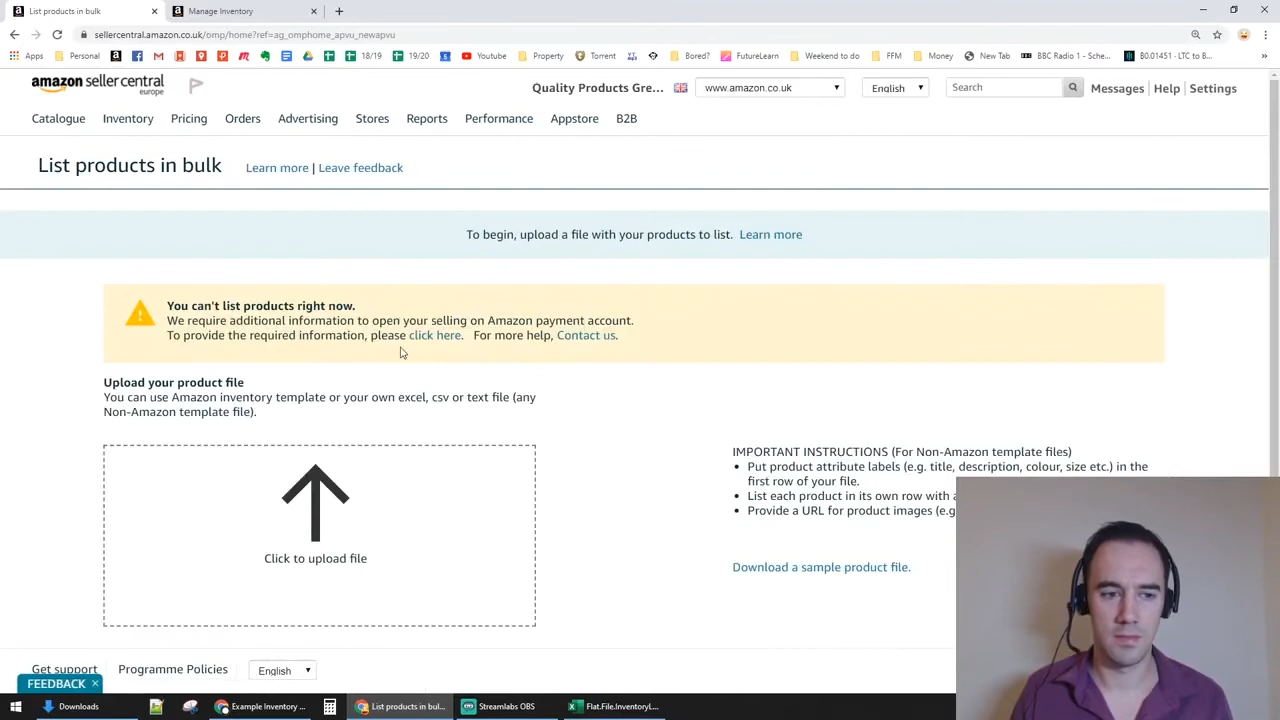 List products in bulk
Manage Inventory
sellercentral.amazon.co.uk/omp/home?ref=ag_omphome_apvu_newapvu
Apps Personal 18/19 19/20 Youtube Property Torrent Bored? FutureLearn Weekend to do FFM Money New Tab BBC Radio 1 - Sche... B0.01451 - LTC to B...
amazon seller central
europe
Quality Products Gre... www.amazon.co.uk English Search Messages | Help | Settings
Catalogue Inventory Pricing Orders Advertising Stores Reports Performance Appstore B2B
List products in bulk Learn more | Leave feedback
To begin, upload a file with your products to list. Learn more
You can't list products right now.
We require additional information to open your selling on Amazon payment account.
To provide the required information, please click here. For more help, Contact us.
Upload your product file
You can use Amazon inventory template or your own excel, csv or text file (any
Non-Amazon template file).
Click to upload file
IMPORTANT INSTRUCTIONS (For Non-Amazon template files)
• Put product attribute labels (e.g. title, description, colour, size etc.) in the
first row of your file.
• List each product in its own row with a
• Provide a URL for product images (e.g
Download a sample product file.
Get support Programme Policies English
FEEDBACK ×
Downloads Example Inventory ... List products in bul... Streamlabs OBS Flat.File.InventoryL...